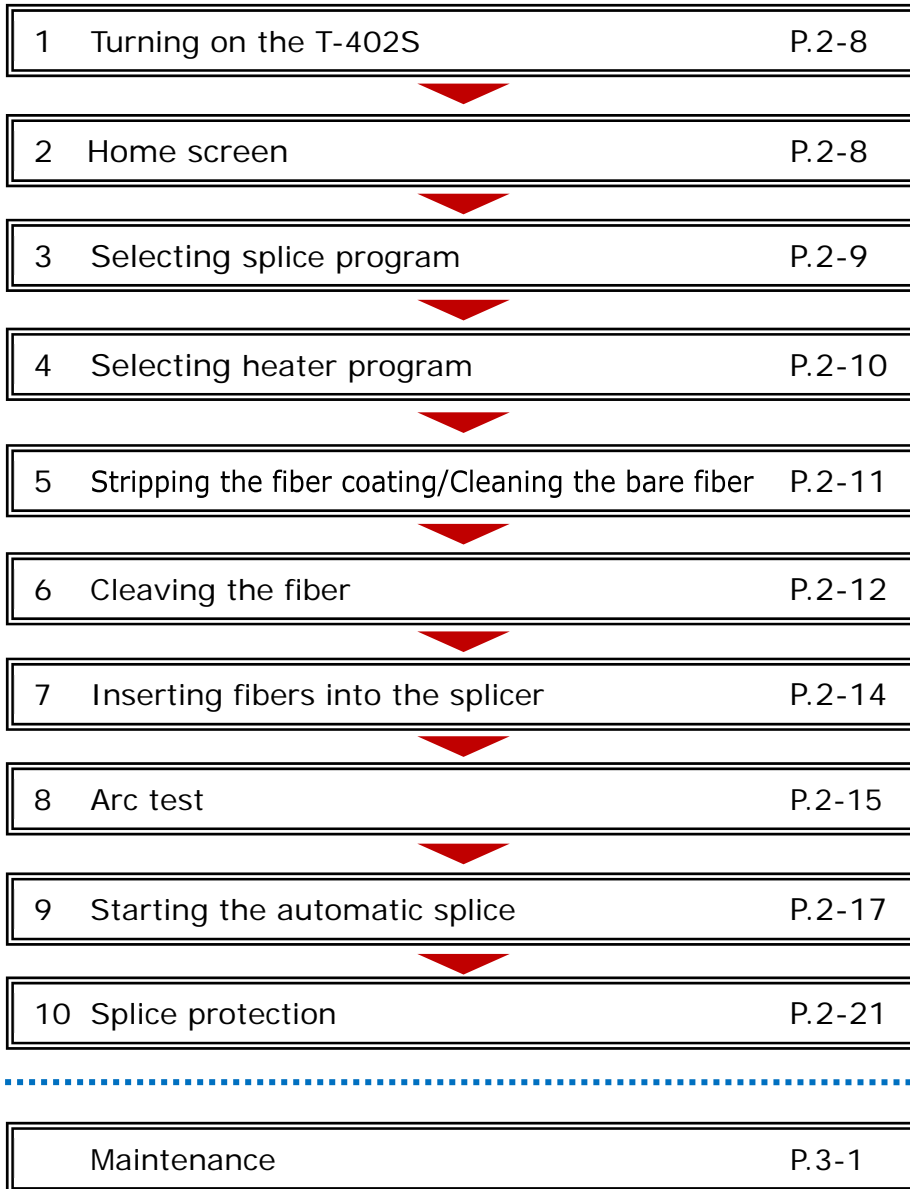 1 Turning on the T-402S P.2-8
2 Home screen P.2-8
3 Selecting splice program P.2-9
4 Selecting heater program P.2-10
5 Stripping the fiber coating/Cleaning the bare fiber P.2-11
6 Cleaving the fiber P.2-12
7 Inserting fibers into the splicer P.2-14
8 Arc test P.2-15
9 Starting the automatic splice P.2-17
10 Splice protection P.2-21
Maintenance P.3-1